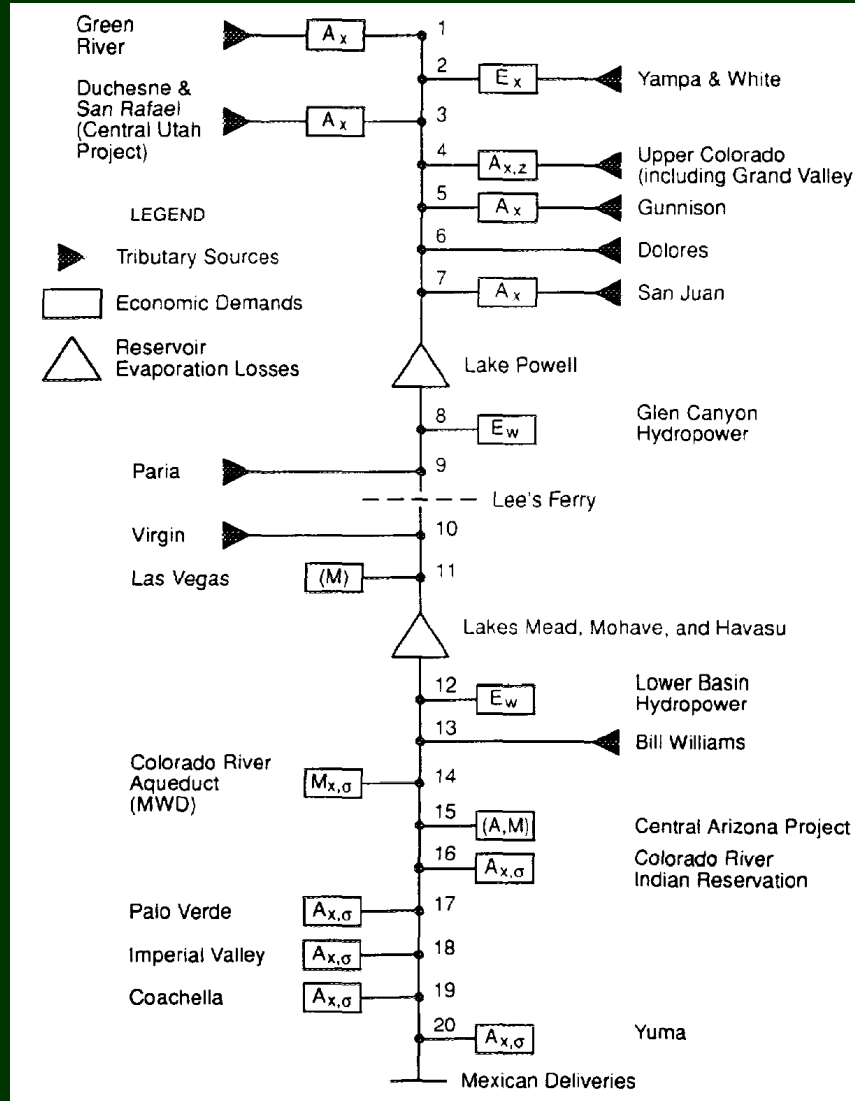 Green
River
A x
1
2
E x
Yampa & White
Duchesne &
San Rafael
(Central Utah
Project)
A x
3
4
A x,z
Upper Colorado
(including Grand Valley
5
A x
Gunnison
LEGEND
6
Dolores
Tributary Sources
7
A x
San Juan
Economic Demands
Reservoir
Evaporation Losses
Lake Powell
8
E w
Glen Canyon
Hydropower
Paria
9
Lee's Ferry
Virgin
10
Las Vegas
(M)
11
Lakes Mead, Mohave, and Havasu
12
E w
Lower Basin
Hydropower
13
Bill Williams
Colorado River
Aqueduct
(MWD)
M x,σ
14
15
(A,M)
Central Arizona Project
16
A x,σ
Colorado River
Indian Reservation
Palo Verde
A x,σ
17
Imperial Valley
A x,σ
18
Coachella
A x,σ
19
20
A x,σ
Yuma
Mexican Deliveries